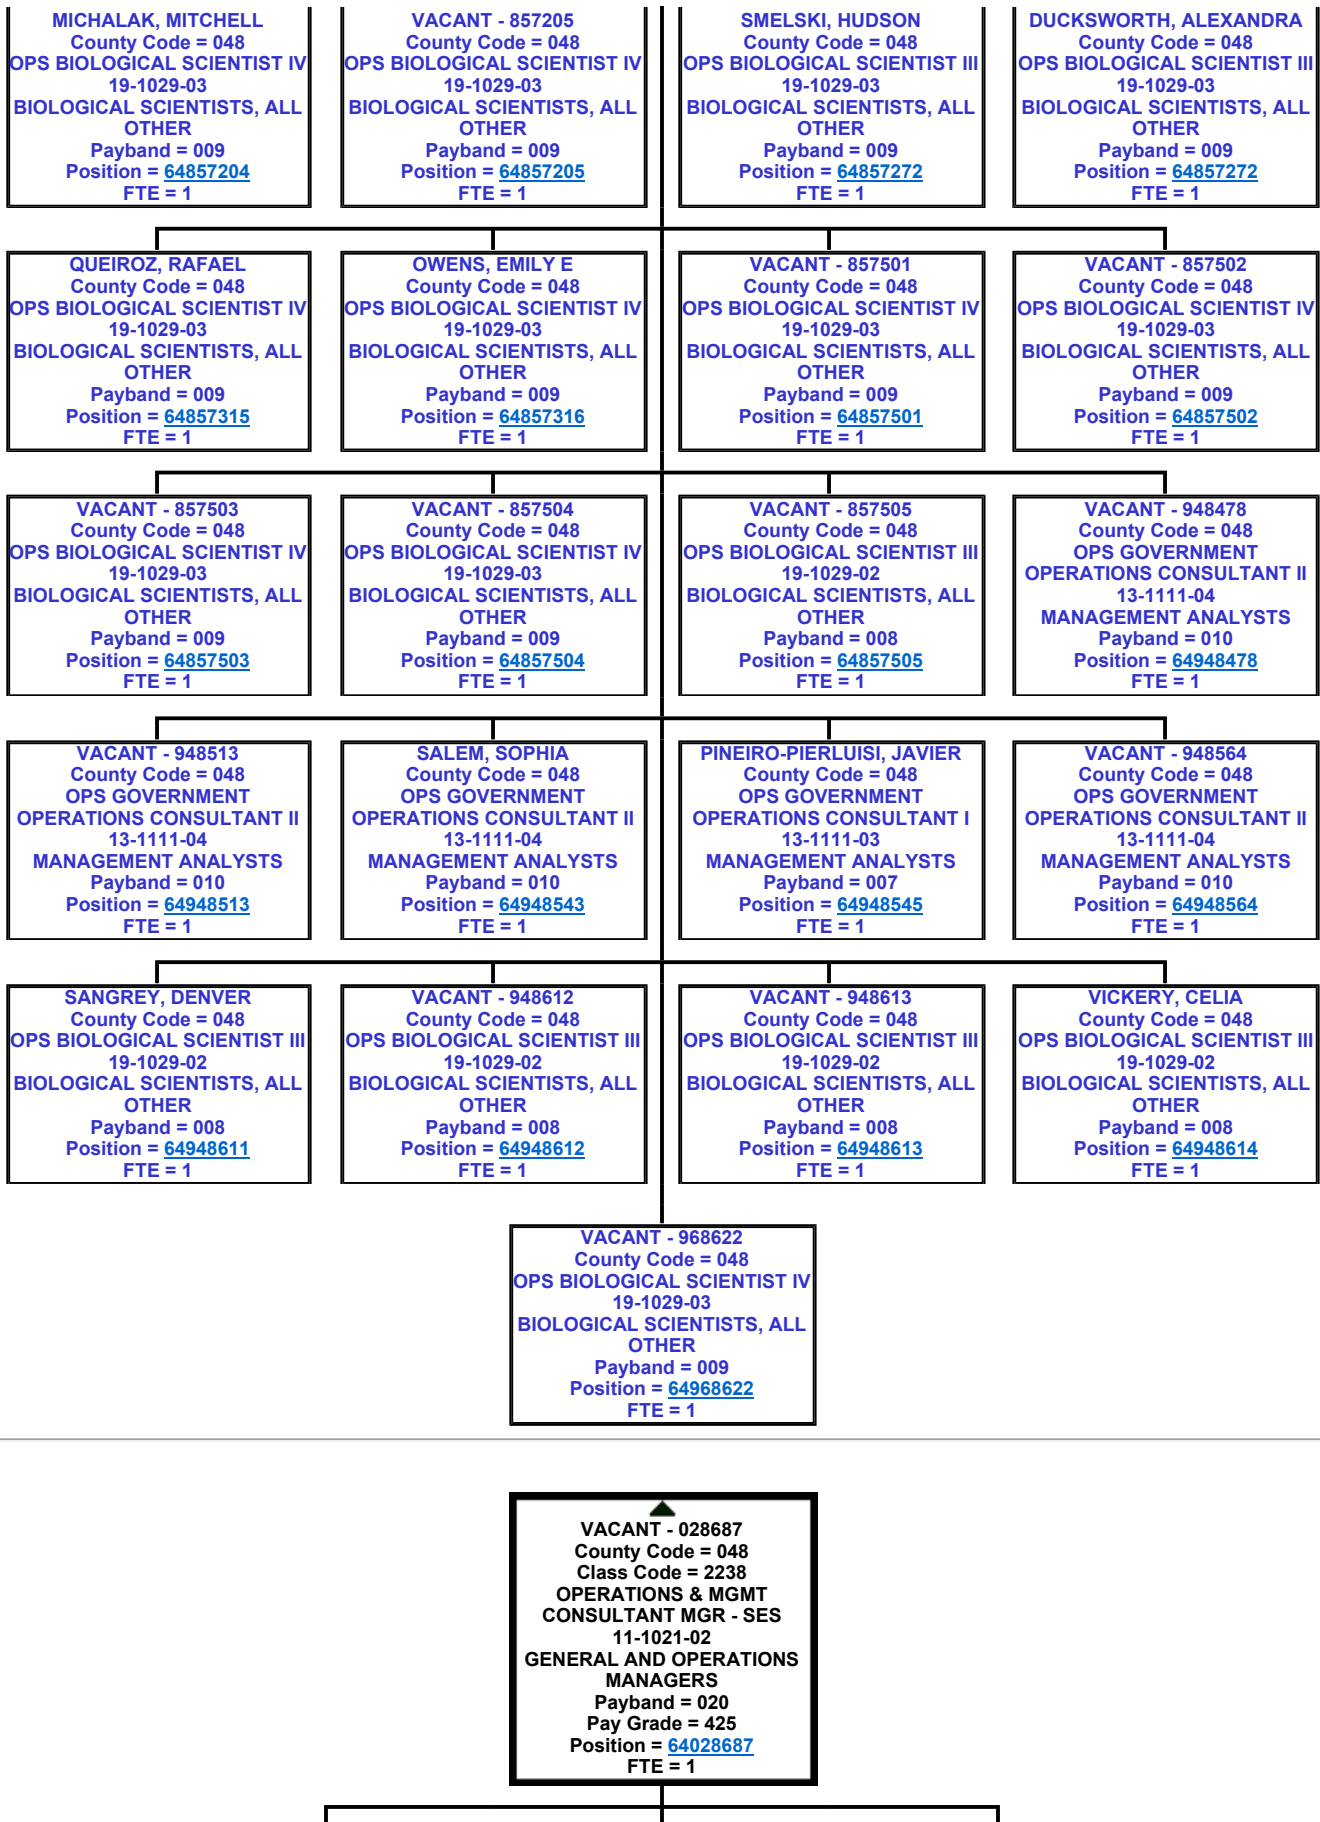 MICHALAK, MITCHELL
County Code = 048
OPS BIOLOGICAL SCIENTIST IV
19-1029-03
BIOLOGICAL SCIENTISTS, ALL
OTHER
Payband = 009
Position = 64857204
FTE = 1
VACANT - 857205
County Code = 048
OPS BIOLOGICAL SCIENTIST IV
19-1029-03
BIOLOGICAL SCIENTISTS, ALL
OTHER
Payband = 009
Position = 64857205
FTE = 1
SMELSKI, HUDSON
County Code = 048
OPS BIOLOGICAL SCIENTIST III
19-1029-03
BIOLOGICAL SCIENTISTS, ALL
OTHER
Payband = 009
Position = 64857272
FTE = 1
DUCKSWORTH, ALEXANDRA
County Code = 048
OPS BIOLOGICAL SCIENTIST III
19-1029-03
BIOLOGICAL SCIENTISTS, ALL
OTHER
Payband = 009
Position = 64857272
FTE = 1
QUEIROZ, RAFAEL
County Code = 048
OPS BIOLOGICAL SCIENTIST IV
19-1029-03
BIOLOGICAL SCIENTISTS, ALL
OTHER
Payband = 009
Position = 64857315
FTE = 1
OWENS, EMILY E
County Code = 048
OPS BIOLOGICAL SCIENTIST IV
19-1029-03
BIOLOGICAL SCIENTISTS, ALL
OTHER
Payband = 009
Position = 64857316
FTE = 1
VACANT - 857501
County Code = 048
OPS BIOLOGICAL SCIENTIST IV
19-1029-03
BIOLOGICAL SCIENTISTS, ALL
OTHER
Payband = 009
Position = 64857501
FTE = 1
VACANT - 857502
County Code = 048
OPS BIOLOGICAL SCIENTIST IV
19-1029-03
BIOLOGICAL SCIENTISTS, ALL
OTHER
Payband = 009
Position = 64857502
FTE = 1
VACANT - 857503
County Code = 048
OPS BIOLOGICAL SCIENTIST IV
19-1029-03
BIOLOGICAL SCIENTISTS, ALL
OTHER
Payband = 009
Position = 64857503
FTE = 1
VACANT - 857504
County Code = 048
OPS BIOLOGICAL SCIENTIST IV
19-1029-03
BIOLOGICAL SCIENTISTS, ALL
OTHER
Payband = 009
Position = 64857504
FTE = 1
VACANT - 857505
County Code = 048
OPS BIOLOGICAL SCIENTIST III
19-1029-02
BIOLOGICAL SCIENTISTS, ALL
OTHER
Payband = 008
Position = 64857505
FTE = 1
VACANT - 948478
County Code = 048
OPS GOVERNMENT
OPERATIONS CONSULTANT II
13-1111-04
MANAGEMENT ANALYSTS
Payband = 010
Position = 64948478
FTE = 1
VACANT - 948513
County Code = 048
OPS GOVERNMENT
OPERATIONS CONSULTANT II
13-1111-04
MANAGEMENT ANALYSTS
Payband = 010
Position = 64948513
FTE = 1
SALEM, SOPHIA
County Code = 048
OPS GOVERNMENT
OPERATIONS CONSULTANT II
13-1111-04
MANAGEMENT ANALYSTS
Payband = 010
Position = 64948543
FTE = 1
PINEIRO-PIERLUISI, JAVIER
County Code = 048
OPS GOVERNMENT
OPERATIONS CONSULTANT I
13-1111-03
MANAGEMENT ANALYSTS
Payband = 007
Position = 64948545
FTE = 1
VACANT - 948564
County Code = 048
OPS GOVERNMENT
OPERATIONS CONSULTANT II
13-1111-04
MANAGEMENT ANALYSTS
Payband = 010
Position = 64948564
FTE = 1
SANGREY, DENVER
County Code = 048
OPS BIOLOGICAL SCIENTIST III
19-1029-02
BIOLOGICAL SCIENTISTS, ALL
OTHER
Payband = 008
Position = 64948611
FTE = 1
VACANT - 948612
County Code = 048
OPS BIOLOGICAL SCIENTIST III
19-1029-02
BIOLOGICAL SCIENTISTS, ALL
OTHER
Payband = 008
Position = 64948612
FTE = 1
VACANT - 948613
County Code = 048
OPS BIOLOGICAL SCIENTIST III
19-1029-02
BIOLOGICAL SCIENTISTS, ALL
OTHER
Payband = 008
Position = 64948613
FTE = 1
VICKERY, CELIA
County Code = 048
OPS BIOLOGICAL SCIENTIST III
19-1029-02
BIOLOGICAL SCIENTISTS, ALL
OTHER
Payband = 008
Position = 64948614
FTE = 1
VACANT - 968622
County Code = 048
OPS BIOLOGICAL SCIENTIST IV
19-1029-03
BIOLOGICAL SCIENTISTS, ALL
OTHER
Payband = 009
Position = 64968622
FTE = 1
VACANT - 028687
County Code = 048
Class Code = 2238
OPERATIONS & MGMT
CONSULTANT MGR - SES
11-1021-02
GENERAL AND OPERATIONS
MANAGERS
Payband = 020
Pay Grade = 425
Position = 64028687
FTE = 1